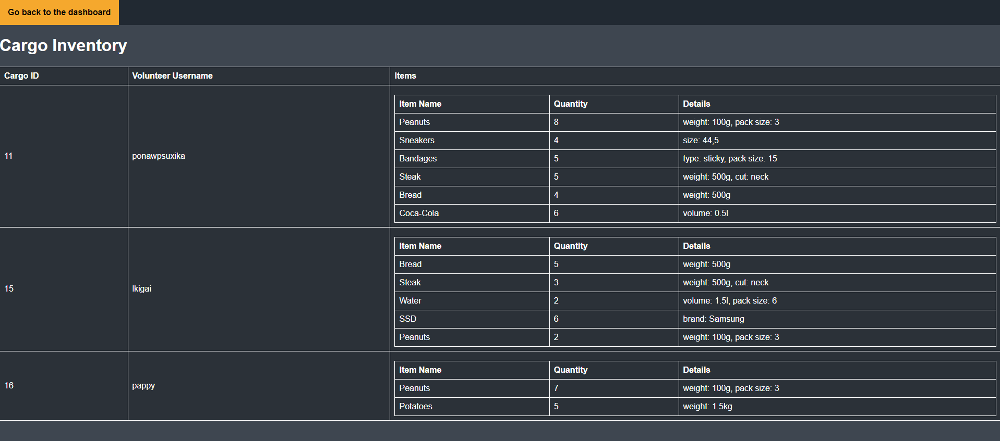 Go back to the dashboard
Cargo Inventory
Cargo ID Volunteer Username Items
11 ponawpsuxika
Item Name Quantity Details
Peanuts 8 weight: 100g, pack size: 3
Sneakers 4 size: 44,5
Bandages 5 type: sticky, pack size: 15
Steak 5 weight: 500g, cut: neck
Bread 4 weight: 500g
Coca-Cola 6 volume: 0.5l
15 Ikigai
Item Name Quantity Details
Bread 5 weight: 500g
Steak 3 weight: 500g, cut: neck
Water 2 volume: 1.5l, pack size: 6
SSD 6 brand: Samsung
Peanuts 2 weight: 100g, pack size: 3
16 pappy
Item Name Quantity Details
Peanuts 7 weight: 100g, pack size: 3
Potatoes 5 weight: 1.5kg